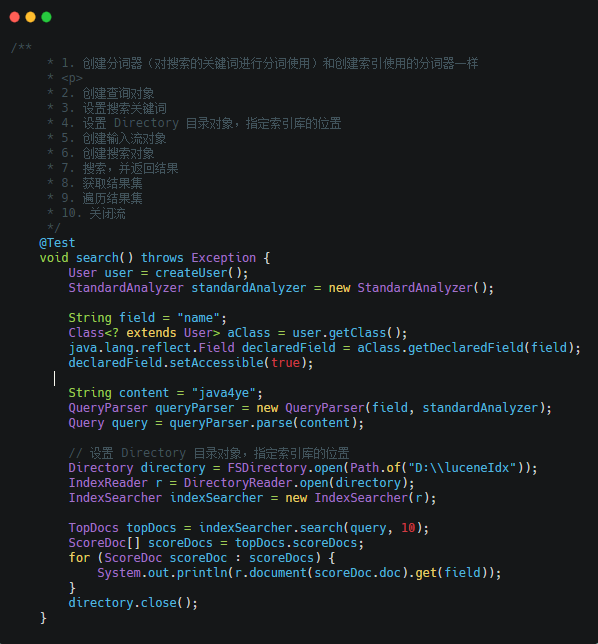 /**
     * 1. 创建分词器（对搜索的关键词进行分词使用）和创建索引使用的分词器一样
     * <p>
     * 2. 创建查询对象
     * 3. 设置搜索关键词
     * 4. 设置 Directory 目录对象，指定索引库的位置
     * 5. 创建输入流对象
     * 6. 创建搜索对象
     * 7. 搜索，并返回结果
     * 8. 获取结果集
     * 9. 遍历结果集
     * 10. 关闭流
     */
    @Test
    void search() throws Exception {
        User user = createUser();
        StandardAnalyzer standardAnalyzer = new StandardAnalyzer();

        String field = "name";
        Class<? extends User> aClass = user.getClass();
        java.lang.reflect.Field declaredField = aClass.getDeclaredField(field);
        declaredField.setAccessible(true);

        String content = "java4ye";
        QueryParser queryParser = new QueryParser(field, standardAnalyzer);
        Query query = queryParser.parse(content);

        // 设置 Directory 目录对象，指定索引库的位置
        Directory directory = FSDirectory.open(Path.of("D:\\luceneIdx"));
        IndexReader r = DirectoryReader.open(directory);
        IndexSearcher indexSearcher = new IndexSearcher(r);

        TopDocs topDocs = indexSearcher.search(query, 10);
        ScoreDoc[] scoreDocs = topDocs.scoreDocs;
        for (ScoreDoc scoreDoc : scoreDocs) {
            System.out.println(r.document(scoreDoc.doc).get(field));
        }
        directory.close();
    }